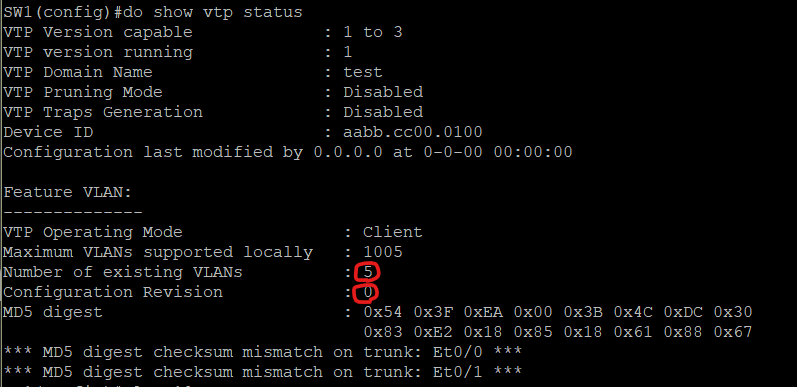 SW1(config)#do show vtp status
VTP Version capable : 1 to 3
VTP version running : 1
VTP Domain Name : test
VTP Pruning Mode : Disabled
VTP Traps Generation : Disabled
Device ID : aabb.cc00.0100
Configuration last modified by 0.0.0.0 at 0-0-00 00:00:00
Feature VLAN:
--------------
VTP Operating Mode : Client
Maximum VLANs supported locally : 1005
Number of existing VLANs : 5
Configuration Revision : 0
MD5 digest : 0x54 0x3F 0xEA 0x00 0x3B 0x4C 0xDC 0x30
0x83 0xE2 0x18 0x85 0x18 0x61 0x88 0x67
*** MD5 digest checksum mismatch on trunk: Et0/0 ***
*** MD5 digest checksum mismatch on trunk: Et0/1 ***